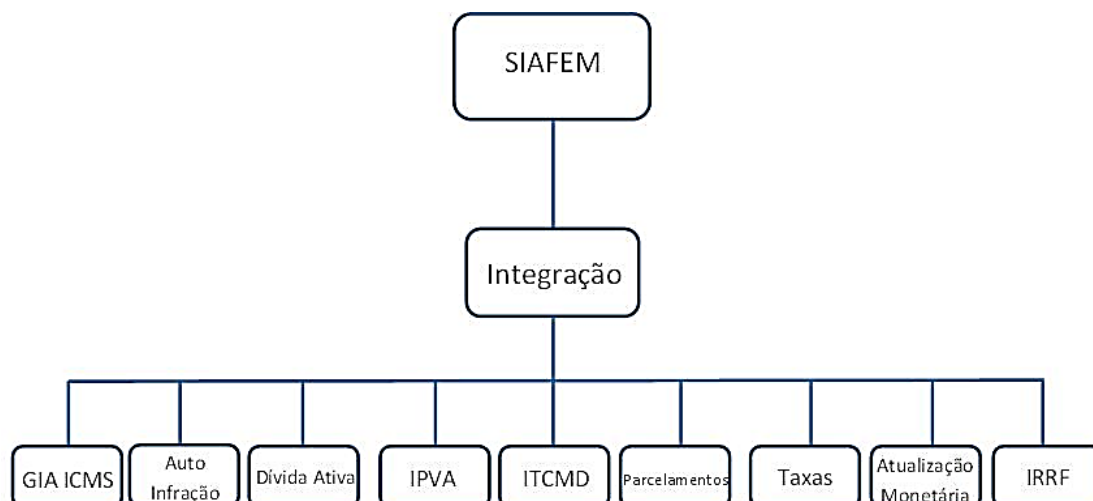 SIAFEM
Integração
GIA ICMS
Auto
Infração
Dívida Ativa
IPVA
ITCMD
Parcelamentos
Taxas
Atualização
Monetária
IRRF